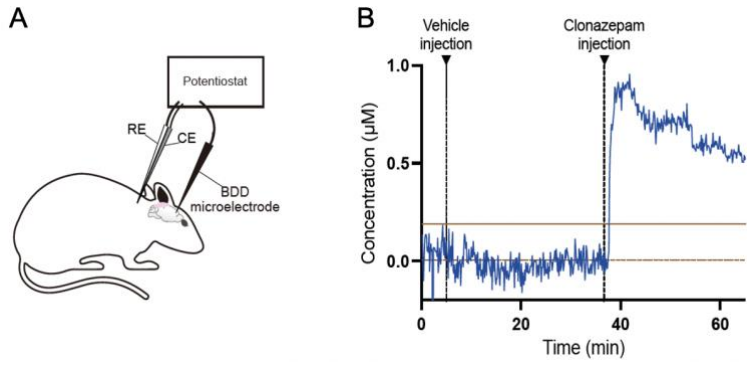 A
Potentiostat
RE
CE
BDD
microelectrode
B
Vehicle
injection
Clonazepam
injection
1.0
0.5
0.0
Concentration (μM)
0
20
40
60
Time (min)